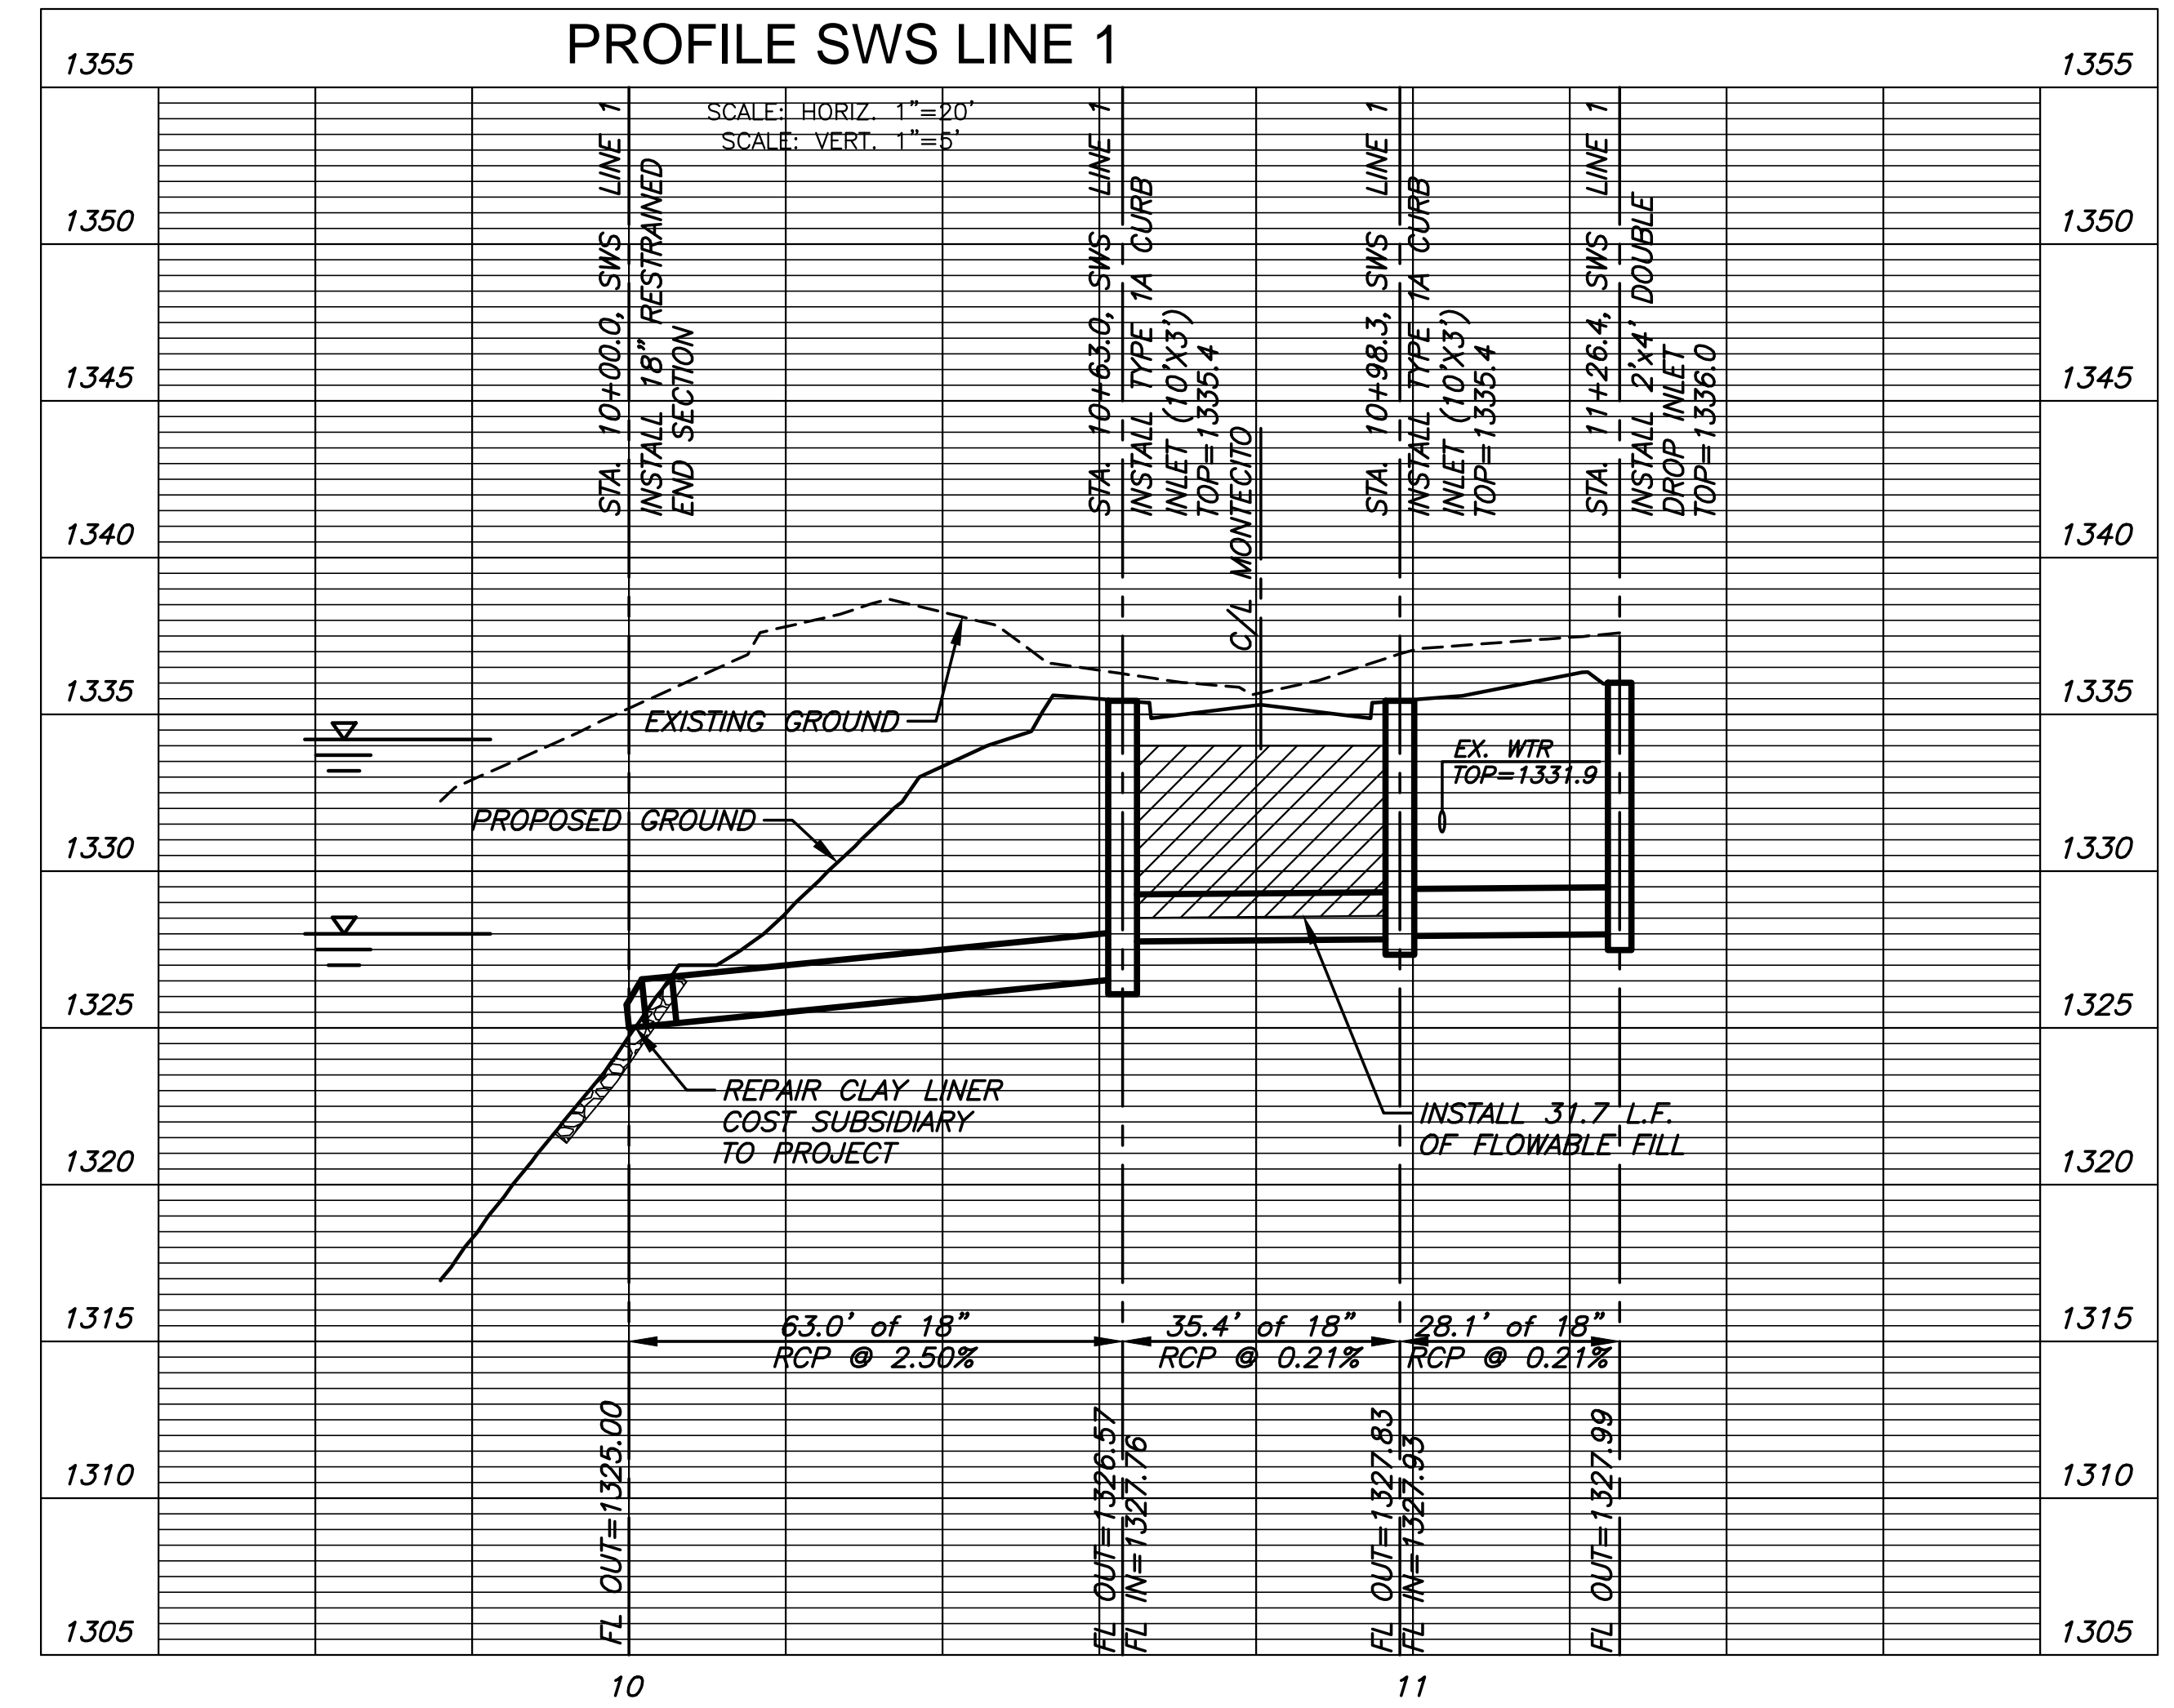 PROFILE SWS LINE 1
SCALE: HORIZ. 1"=20'
SCALE: VERT. 1"=5'
1355
1355
1350
1350
1345
1345
1340
1340
1335
1335
1330
1330
1325
1325
1320
1320
1315
1315
1310
1310
1305
1305
STA. 10+00.0, SWS LINE 1
INSTALL 18" RESTRAINED
END SECTION
STA. 10+63.0, SWS LINE 1
INSTALL TYPE 1A CURB
INLET (10'X3')
TOP=1335.4
C/L MONTECITO
STA. 10+98.3, SWS LINE 1
INSTALL TYPE 1A CURB
INLET (10'X3')
TOP=1335.4
STA. 11+26.4, SWS LINE 1
INSTALL 2'x4' DOUBLE
DROP INLET
TOP=1336.0
EXISTING GROUND
EX. WTR
TOP=1331.9
PROPOSED GROUND
REPAIR CLAY LINER
COST SUBSIDIARY
TO PROJECT
INSTALL 31.7 L.F.
OF FLOWABLE FILL
63.0' of 18"
RCP @ 2.50%
35.4' of 18"
RCP @ 0.21%
28.1' of 18"
RCP @ 0.21%
FL OUT=1325.00
FL OUT=1326.57
FL IN=1327.76
FL OUT=1327.83
FL IN=1327.93
FL OUT=1327.99
10
11